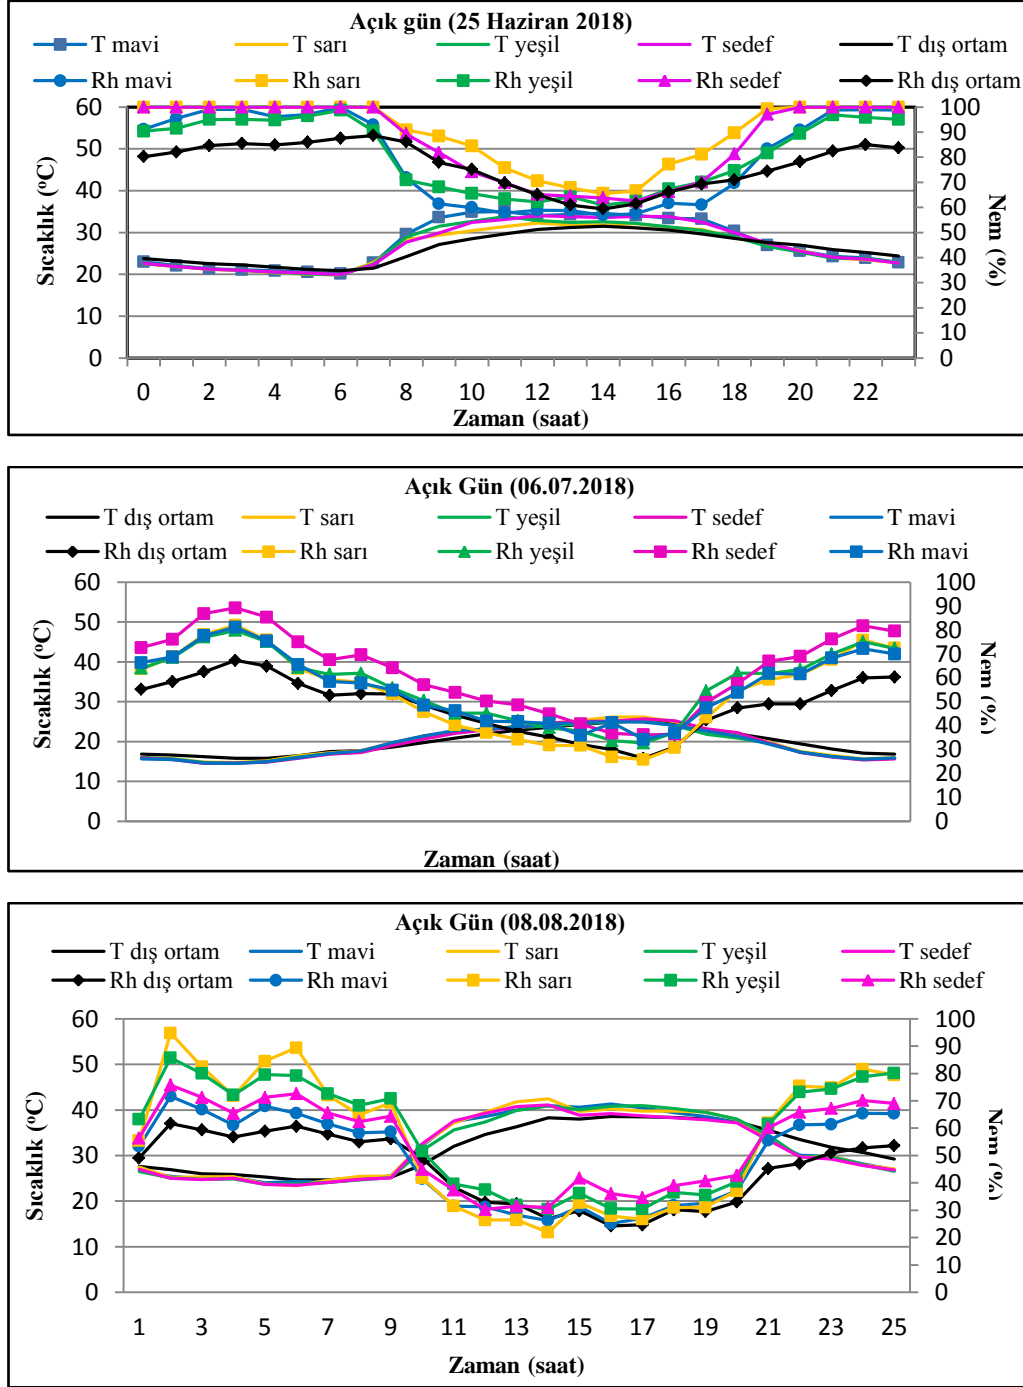 Açık gün (25 Haziran 2018)
T mavi T sarı T yeşil T sedef T dış ortam
Rh mavi Rh sarı Rh yeşil Rh sedef Rh dış ortam
Sıcaklık (ºC)
60
50
40
30
20
10
0
100
90
80
70
60
50
40
30
20
10
0
Nem (%)
0 2 4 6 8 10 12 14 16 18 20 22
Zaman (saat)
Açık Gün (06.07.2018)
T dış ortam T sarı T yeşil T sedef T mavi
Rh dış ortam Rh sarı Rh yeşil Rh sedef Rh mavi
Sıcaklık (ºC)
60
50
40
30
20
10
0
100
90
80
70
60
50
40
30
20
10
0
Nem (%)
Zaman (saat)
Açık Gün (08.08.2018)
T dış ortam T mavi T sarı T yeşil T sedef
Rh dış ortam Rh mavi Rh sarı Rh yeşil Rh sedef
Sıcaklık (ºC)
60
50
40
30
20
10
0
100
90
80
70
60
50
40
30
20
10
0
Nem (%)
1 3 5 7 9 11 13 15 17 19 21 23 25
Zaman (saat)